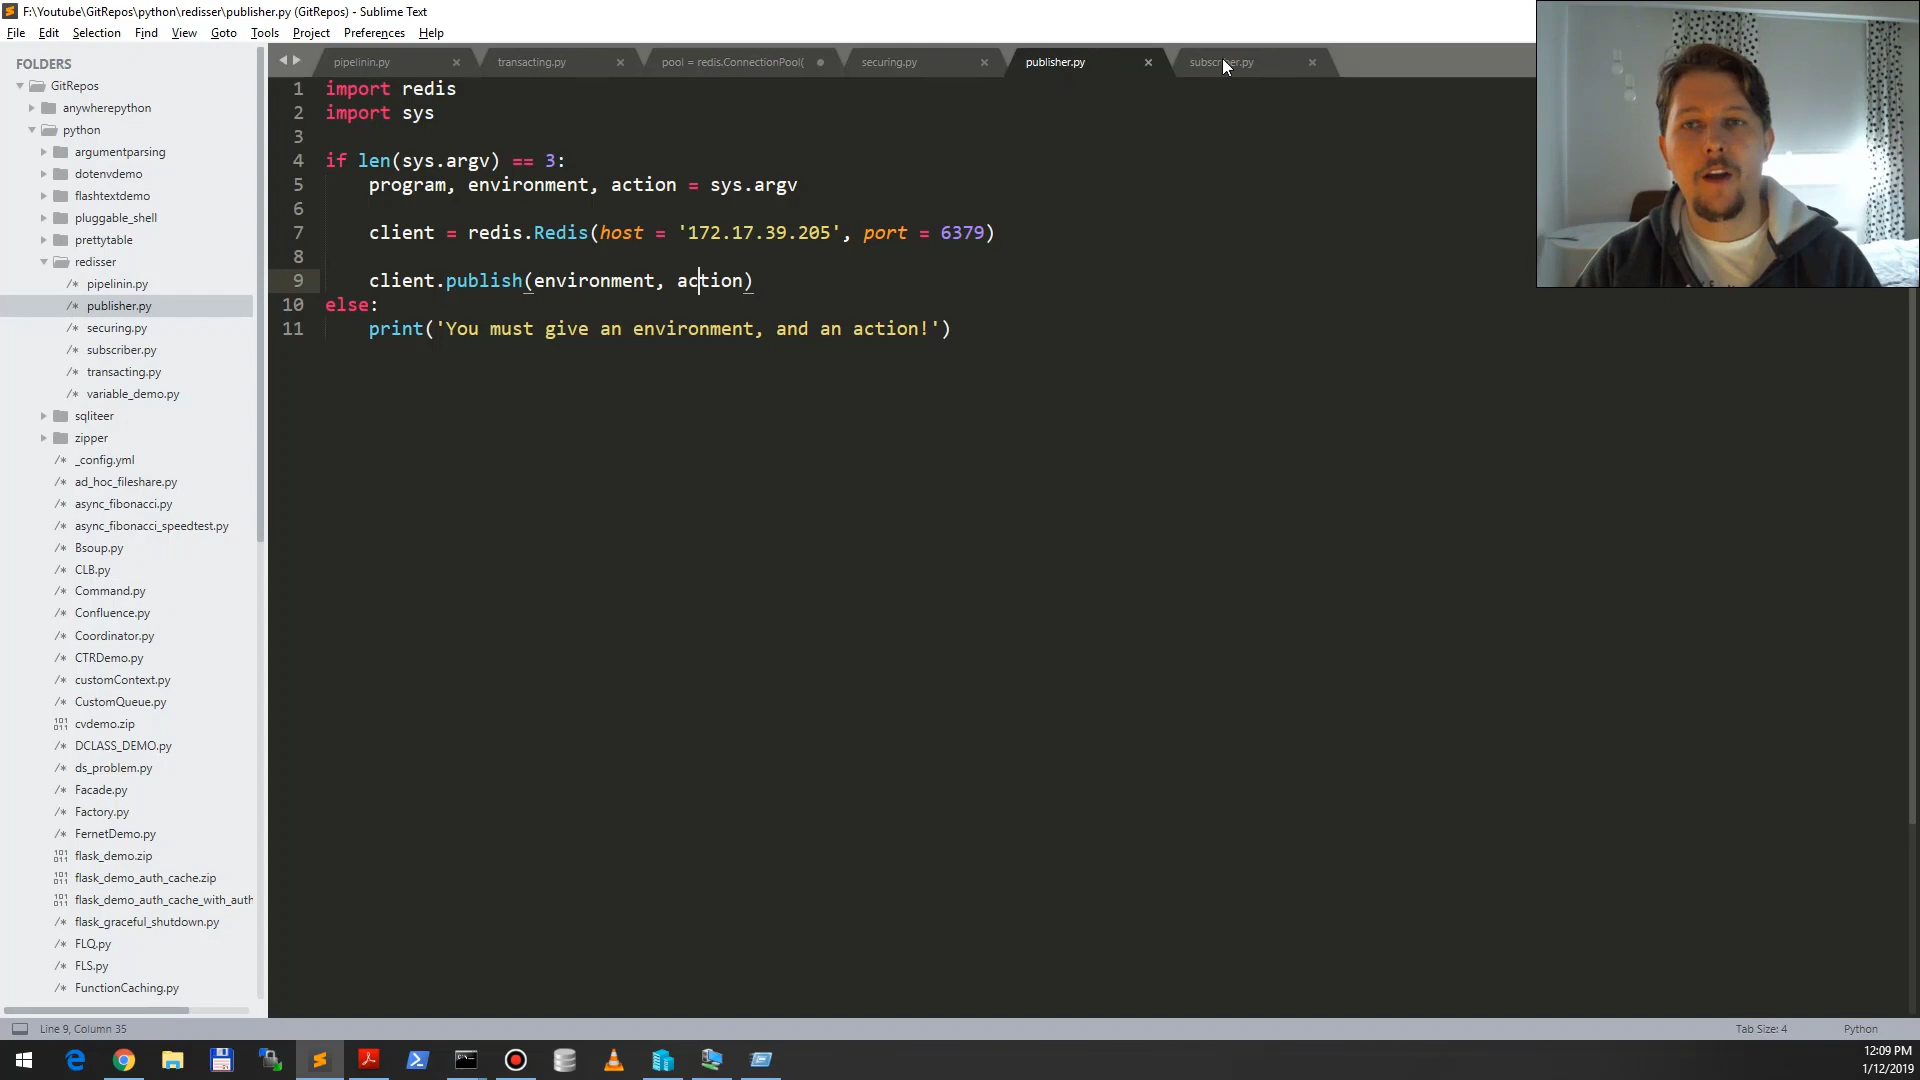 F:\Youtube\GitRepos\python\redisser\publisher.py (GitRepos) - Sublime Text
File Edit Selection Find View Goto Tools Project Preferences Help
FOLDERS
GitRepos
anywherepython
python
argumentparsing
dotenvdemo
flashtextdemo
pluggable_shell
prettytable
redisser
pipelinin.py
publisher.py
securing.py
subscriber.py
transacting.py
variable_demo.py
sqliteer
zipper
_config.yml
ad_hoc_fileshare.py
async_fibonacci.py
async_fibonacci_speedtest.py
Bsoup.py
CLB.py
Command.py
Confluence.py
Coordinator.py
CTRDemo.py
customContext.py
CustomQueue.py
cvdemo.zip
DCLASS_DEMO.py
ds_problem.py
Facade.py
Factory.py
FernetDemo.py
flask_demo.zip
flask_demo_auth_cache.zip
flask_demo_auth_cache_with_auth
flask_graceful_shutdown.py
FLQ.py
FLS.py
FunctionCaching.py
pipelinin.py transacting.py pool = redis.ConnectionPool( securing.py publisher.py subscriber.py
1 import redis
2 import sys
3
4 if len(sys.argv) == 3:
5 program, environment, action = sys.argv
6
7 client = redis.Redis(host = '172.17.39.205', port = 6379)
8
9 client.publish(environment, action)
10 else:
11 print('You must give an environment, and an action!')
Line 9, Column 35 Tab Size: 4 Python
12:09 PM
1/12/2019